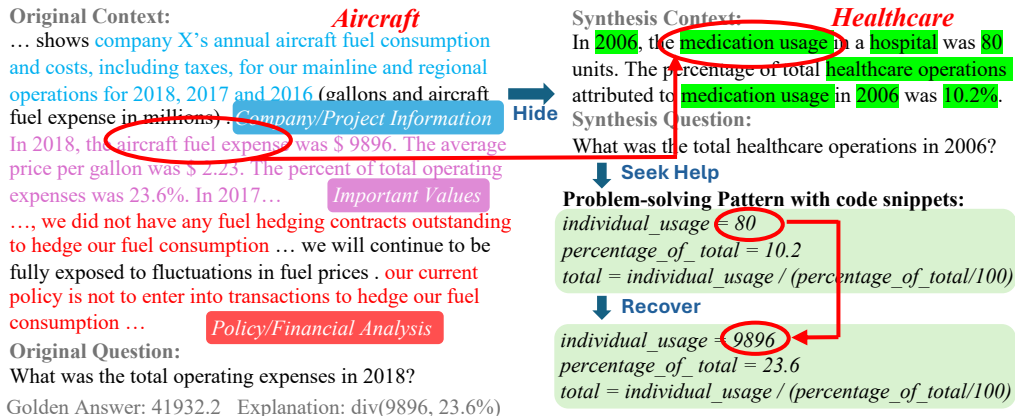 Original Context:
Aircraft
… shows company X's annual aircraft fuel consumption
and costs, including taxes, for our mainline and regional
operations for 2018, 2017 and 2016 (gallons and aircraft
fuel expense in millions) . Company/Project Information
In 2018, the aircraft fuel expense was $ 9896. The average
price per gallon was $ 2.23. The percent of total operating
expenses was 23.6%. In 2017…
Important Values
…, we did not have any fuel hedging contracts outstanding
to hedge our fuel consumption … we will continue to be
fully exposed to fluctuations in fuel prices . our current
policy is not to enter into transactions to hedge our fuel
consumption …
Policy/Financial Analysis
Original Question:
What was the total operating expenses in 2018?
Golden Answer: 41932.2 Explanation: div(9896, 23.6%)
Hide
Synthesis Context:
Healthcare
In 2006, the medication usage in a hospital was 80
units. The percentage of total healthcare operations
attributed to medication usage in 2006 was 10.2%.
Synthesis Question:
What was the total healthcare operations in 2006?
Seek Help
Problem-solving Pattern with code snippets:
individual_usage = 80
percentage_of_ total = 10.2
total = individual_usage / (percentage_of_total/100)
Recover
individual_usage = 9896
percentage_of_ total = 23.6
total = individual_usage / (percentage_of_total/100)